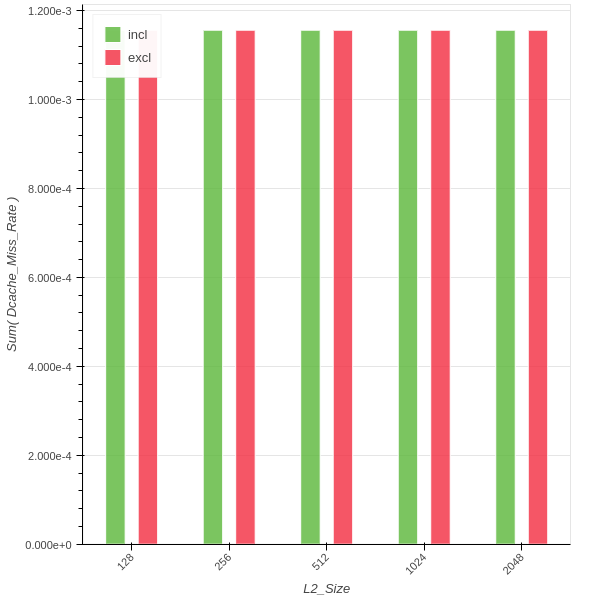 1.200e-3
1.000e-3
8.000e-4
6.000e-4
4.000e-4
2.000e-4
0.000e+0
Sum( Dcache_Miss_Rate )
incl
excl
128
256
512
1024
2048
L2_Size